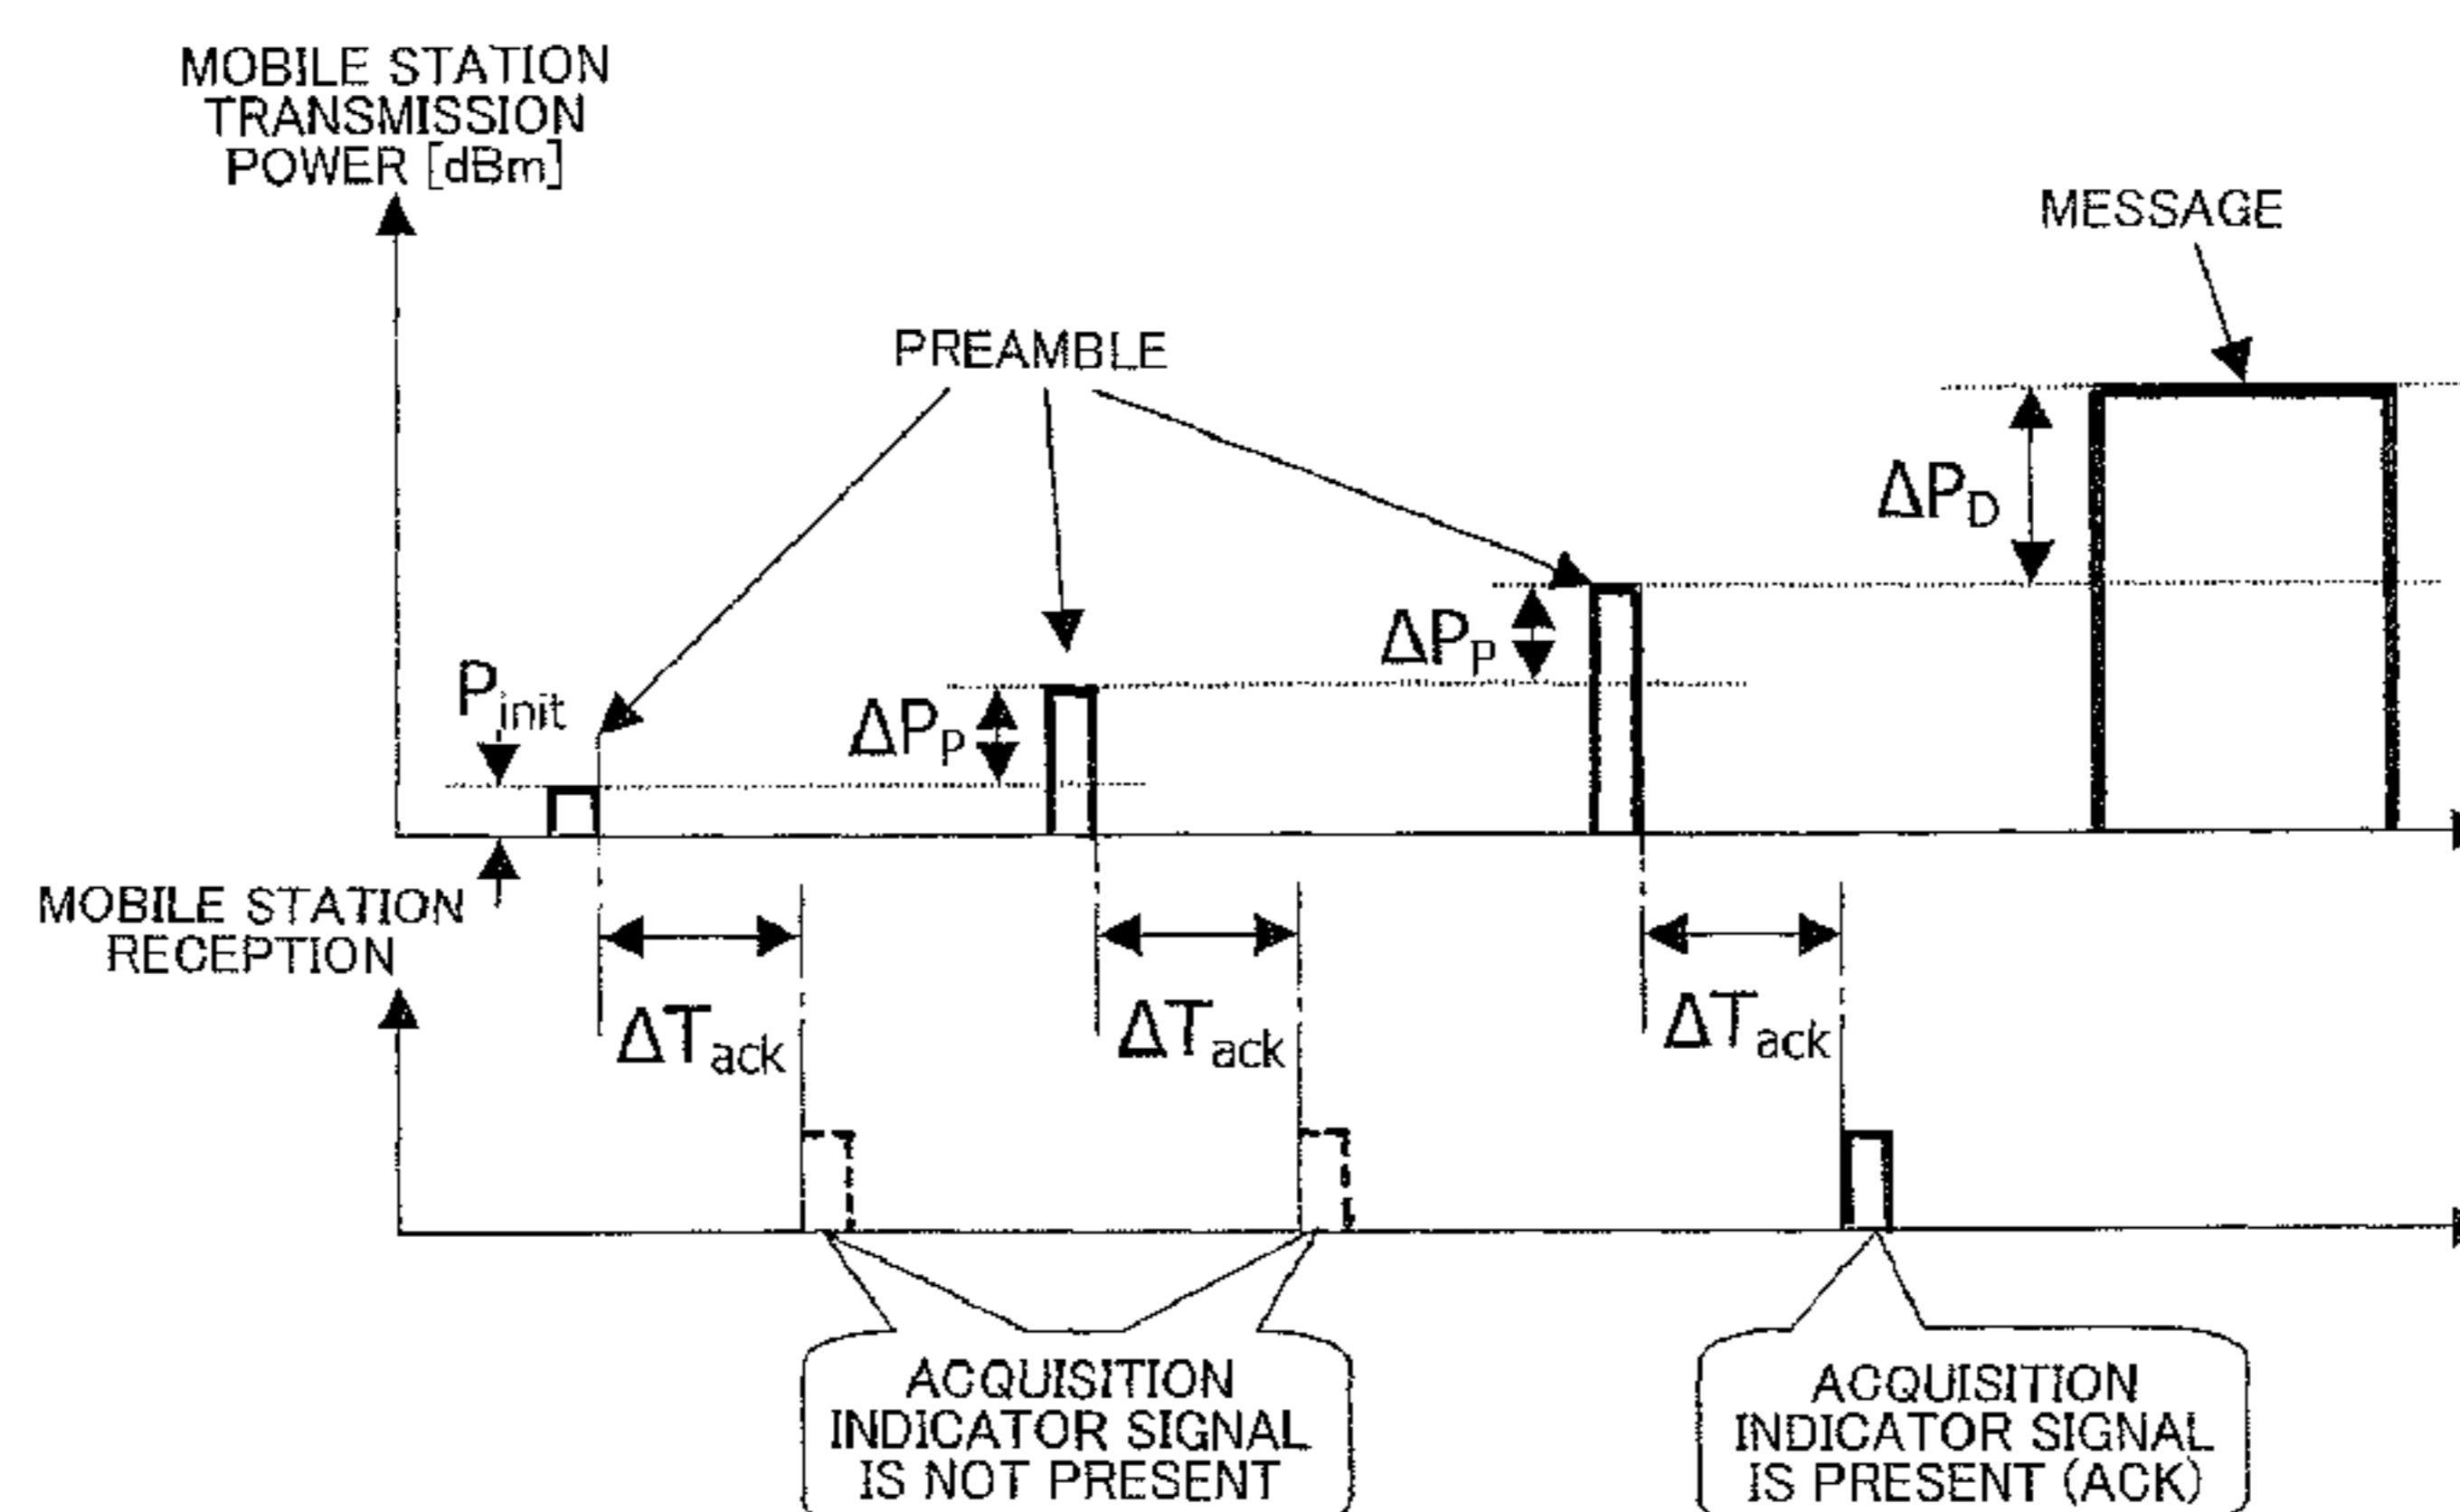 MOBILE STATION
TRANSMISSION
POWER [dBm]
MESSAGE
PREAMBLE
ΔP_D
ΔP_P
P_init
ΔP_P
MOBILE STATION
RECEPTION
ΔT_ack
ΔT_ack
ΔT_ack
ACQUISITION
INDICATOR SIGNAL
IS NOT PRESENT
ACQUISITION
INDICATOR SIGNAL
IS PRESENT (ACK)